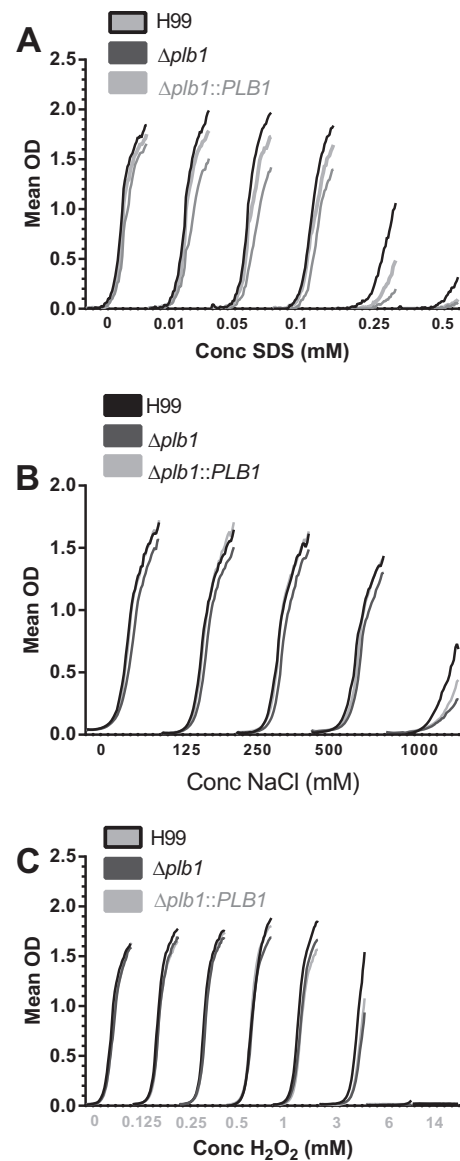 A
H99
Δplb1
Δplb1::PLB1
2.5
2.0
1.5
1.0
0.5
0.0
Mean OD
0 0.01 0.05 0.1 0.25 0.5
Conc SDS (mM)
B
H99
Δplb1
Δplb1::PLB1
2.0
1.5
1.0
0.5
0.0
Mean OD
0 125 250 500 1000
Conc NaCl (mM)
C
H99
Δplb1
Δplb1::PLB1
2.5
2.0
1.5
1.0
0.5
0.0
Mean OD
0 0.125 0.25 0.5 1 3 6 14
Conc H₂O₂ (mM)